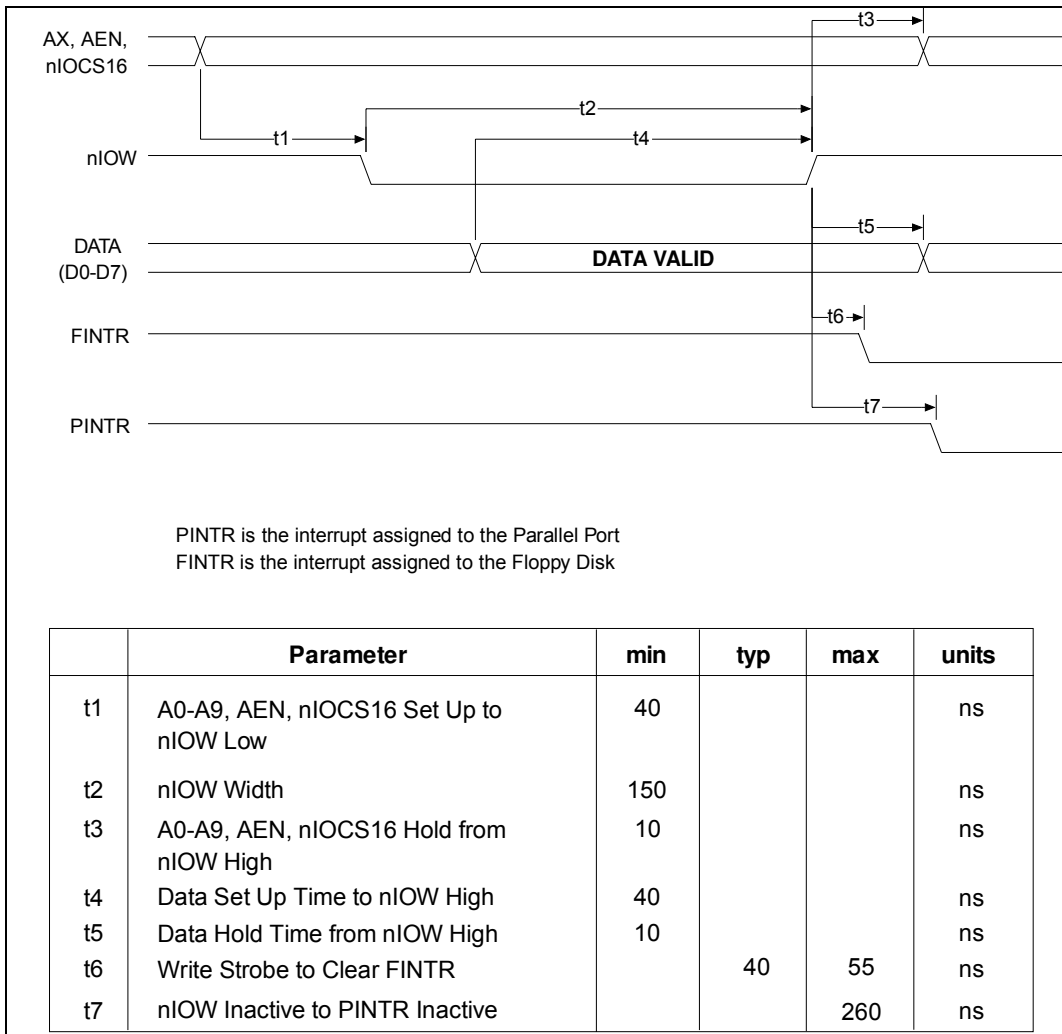 t3
AX, AEN,
nIOCS16
t2
t1
t4
nIOW
t5
DATA
(D0-D7)
DATA VALID
t6
FINTR
t7
PINTR
PINTR is the interrupt assigned to the Parallel Port
FINTR is the interrupt assigned to the Floppy Disk
Parameter min typ max units
t1 A0-A9, AEN, nIOCS16 Set Up to 40 ns
nIOW Low
t2 nIOW Width 150 ns
t3 A0-A9, AEN, nIOCS16 Hold from 10 ns
nIOW High
t4 Data Set Up Time to nIOW High 40 ns
t5 Data Hold Time from nIOW High 10 ns
t6 Write Strobe to Clear FINTR 40 55 ns
t7 nIOW Inactive to PINTR Inactive 260 ns